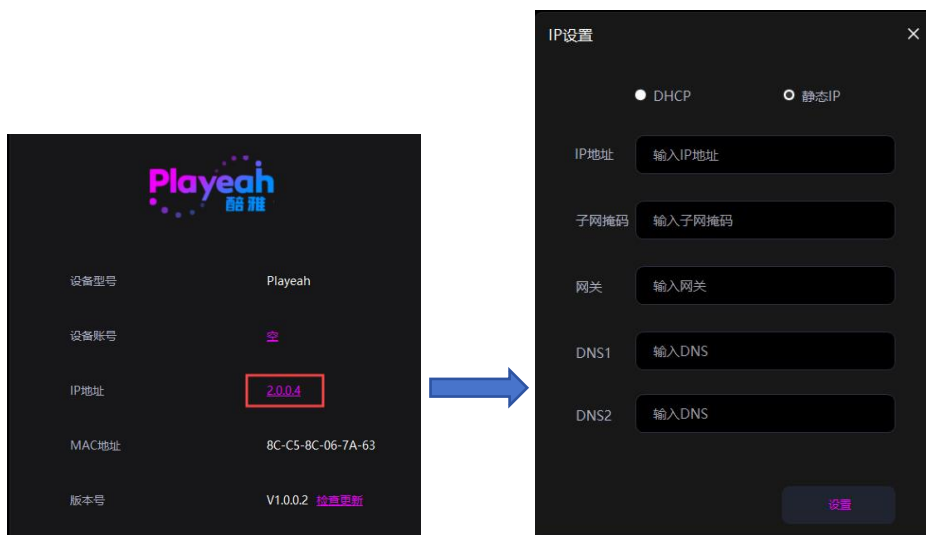 Playeah
酷雅
设备型号 Playeah
设备账号 空
IP地址 2.0.0.4
MAC地址 8C-C5-8C-06-7A-63
版本号 V1.0.0.2 检查更新
IP设置
DHCP 静态IP
IP地址 输入IP地址
子网掩码 输入子网掩码
网关 输入网关
DNS1 输入DNS
DNS2 输入DNS
设置